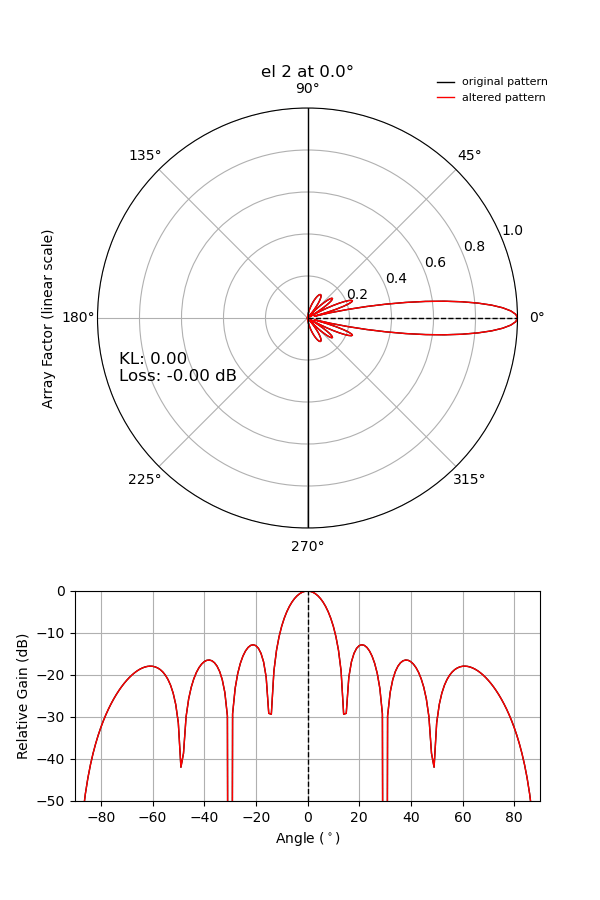 el 2 at 0.0°
original pattern
altered pattern
90°
135°
45°
1.0
0.8
0.6
0.4
0.2
180°
0°
Array Factor (linear scale)
KL: 0.00
Loss: -0.00 dB
225°
315°
270°
0
−10
−20
−30
−40
−50
Relative Gain (dB)
−80 −60 −40 −20 0 20 40 60 80
Angle (°)